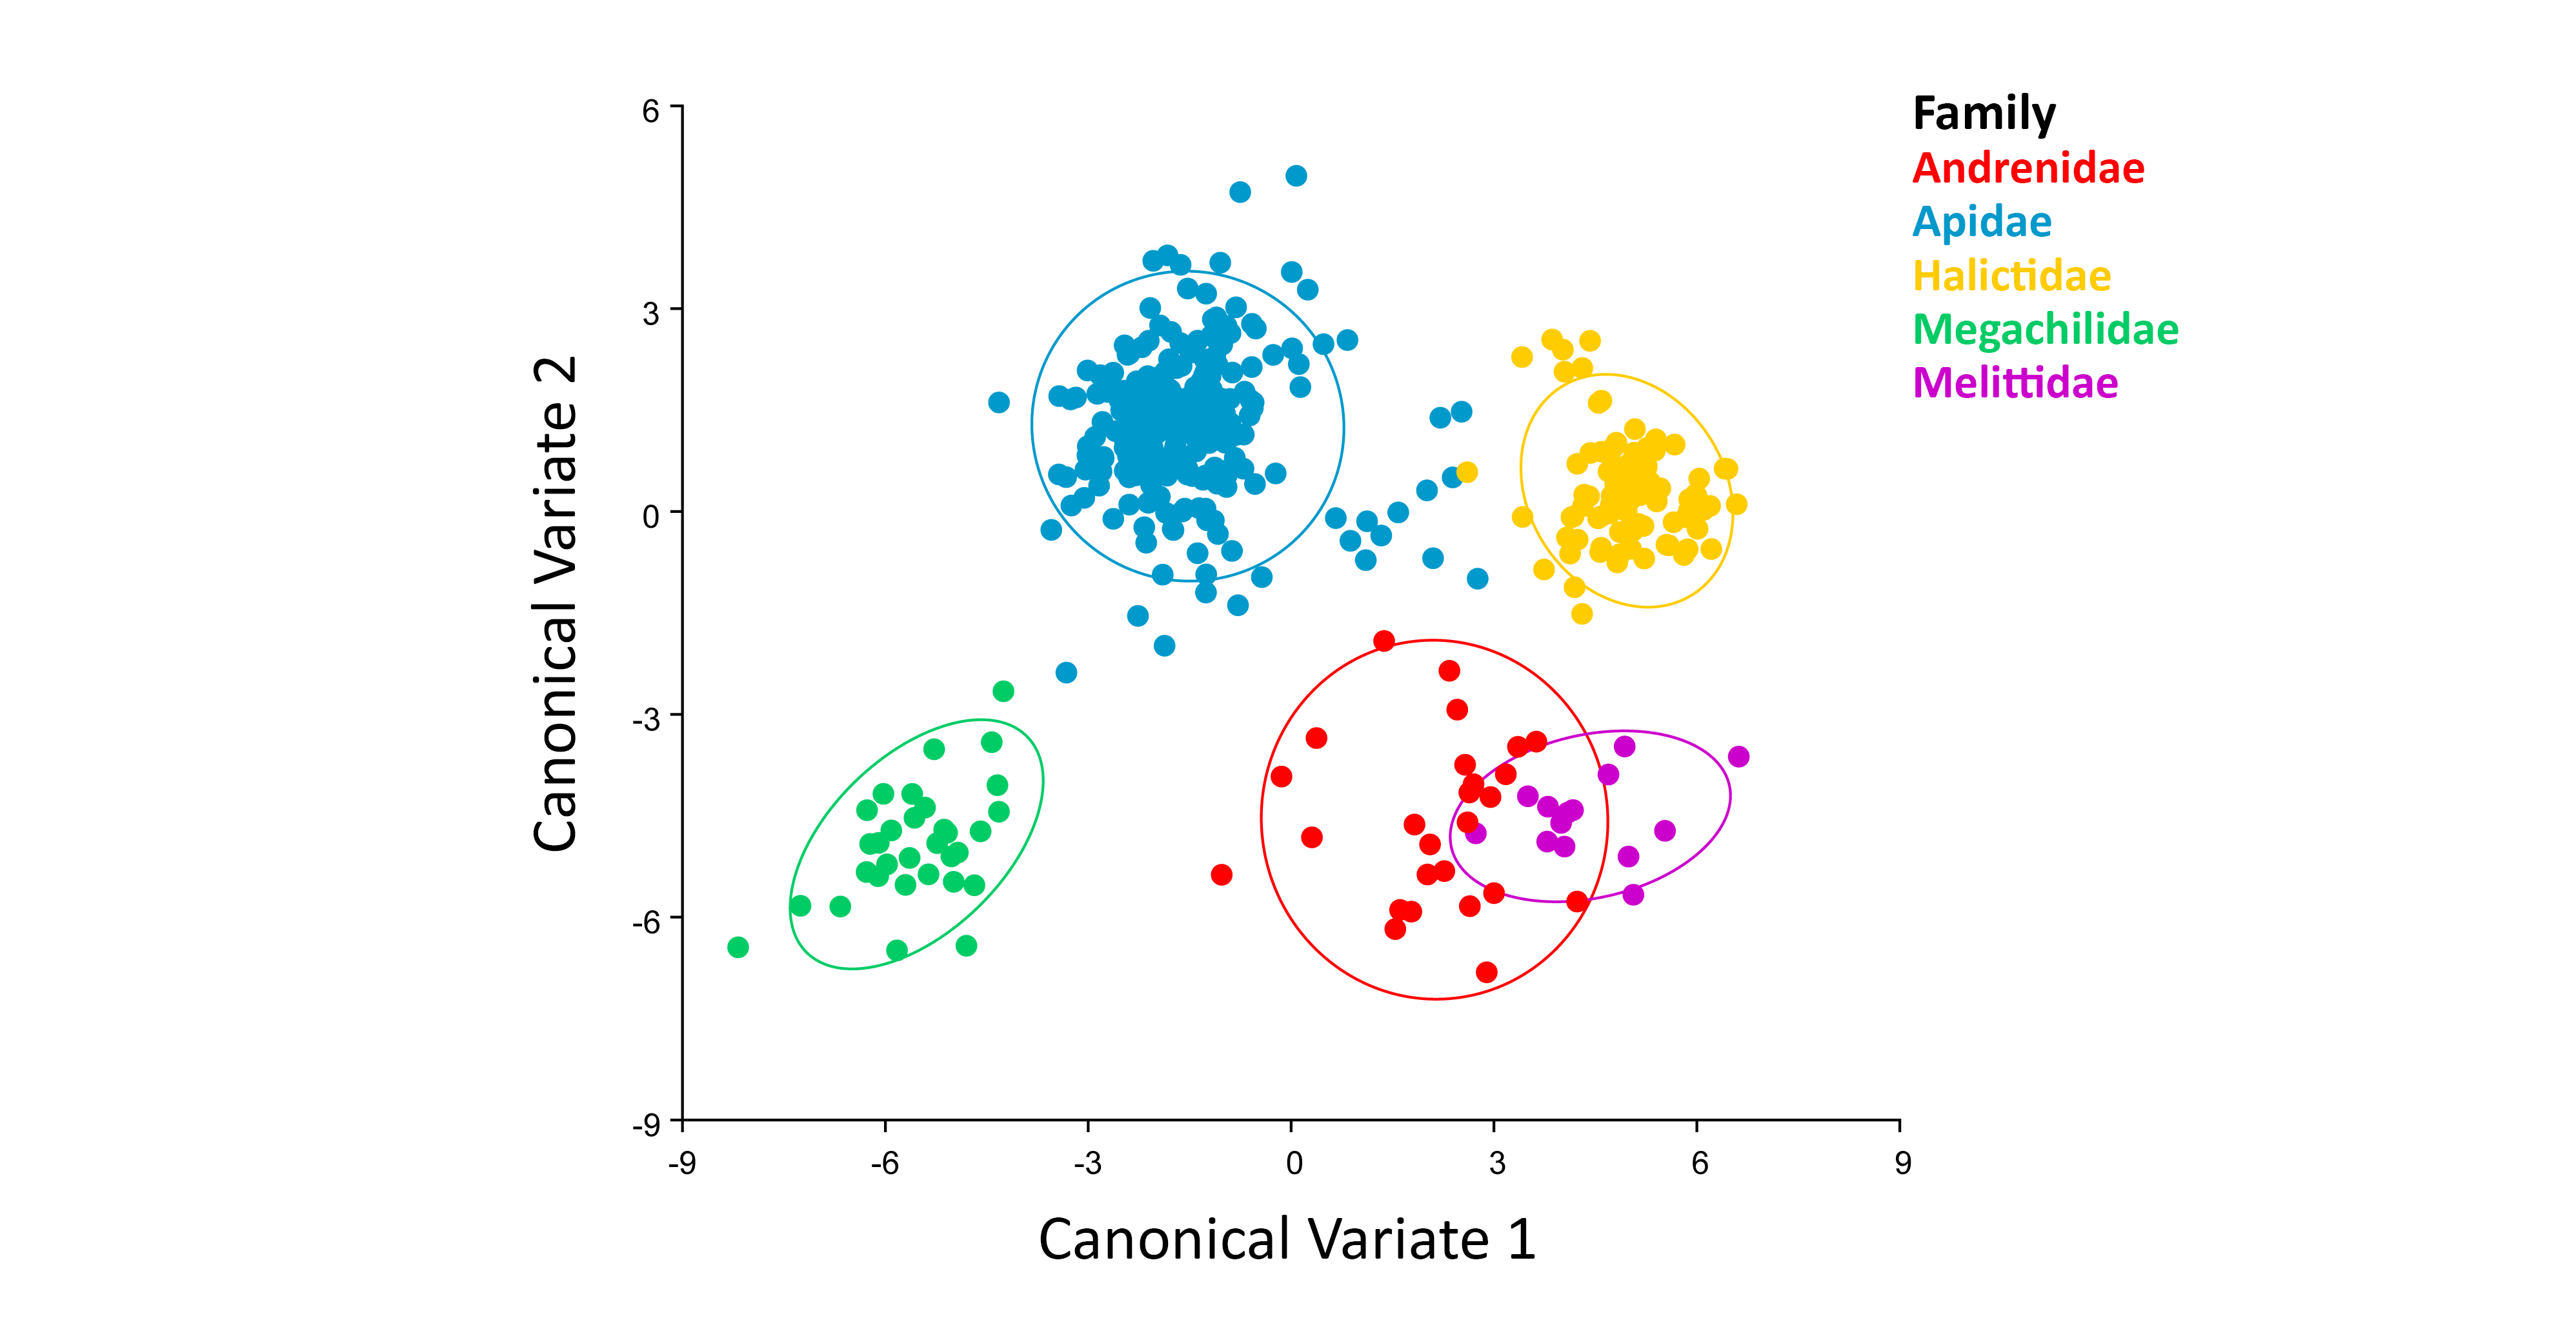 Family
Andrenidae
Apidae
Halictidae
Megachilidae
Melittidae
Canonical Variate 2
6
3
0
-3
-6
-9
-9 -6 -3 0 3 6 9
Canonical Variate 1